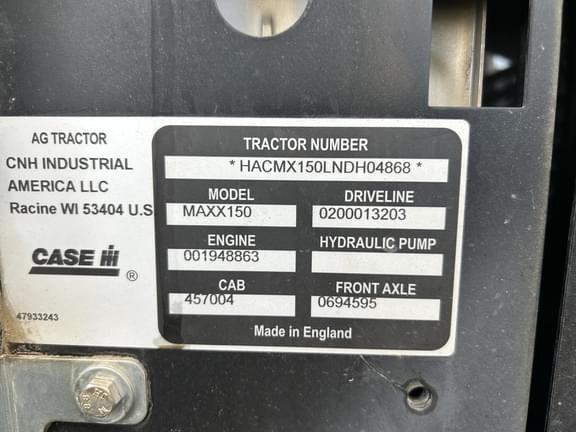 AG TRACTOR
CNH INDUSTRIAL
AMERICA LLC
Racine WI 53404 U.S
CASE IH
®
47933243
TRACTOR NUMBER
* HACMX150LNDH04868 *
MODEL DRIVELINE
MAXX150 0200013203
ENGINE HYDRAULIC PUMP
001948863
CAB FRONT AXLE
457004 0694595
Made in England